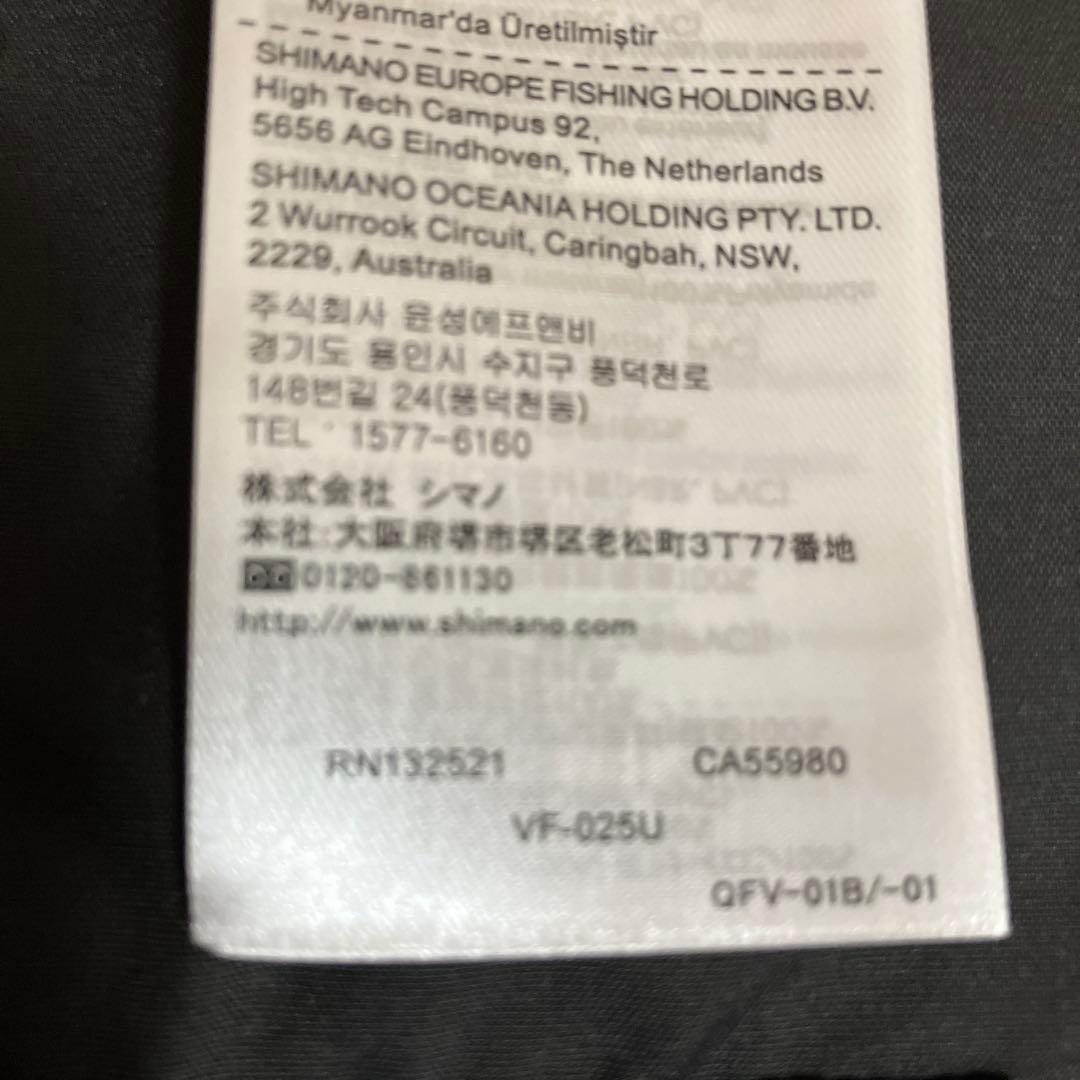 Myanmar'da Üretilmiştir
SHIMANO EUROPE FISHING HOLDING B.V.
High Tech Campus 92,
5656 AG Eindhoven, The Netherlands
SHIMANO OCEANIA HOLDING PTY. LTD.
2 Wurrook Circuit, Caringbah, NSW,
2229, Australia
주식회사 윤성에프앤비
경기도 용인시 수지구 풍덕천로
148번길 24(풍덕천동)
TEL : 1577-6160
株式会社 シマノ
本社:大阪府堺市堺区老松町3丁77番地
0120-861130
http://www.shimano.com
RN132521 CA55980
VF-025U
QFV-01B/-01